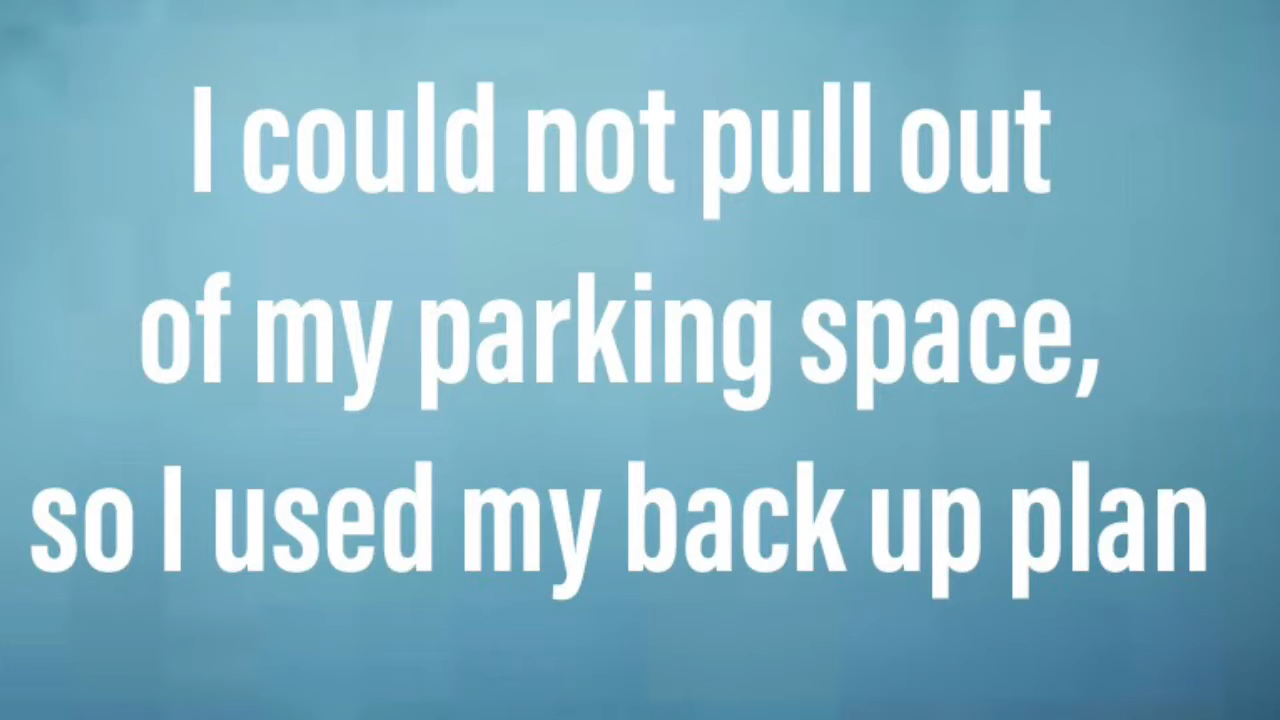 I could not pull out
of my parking space,
so I used my back up plan